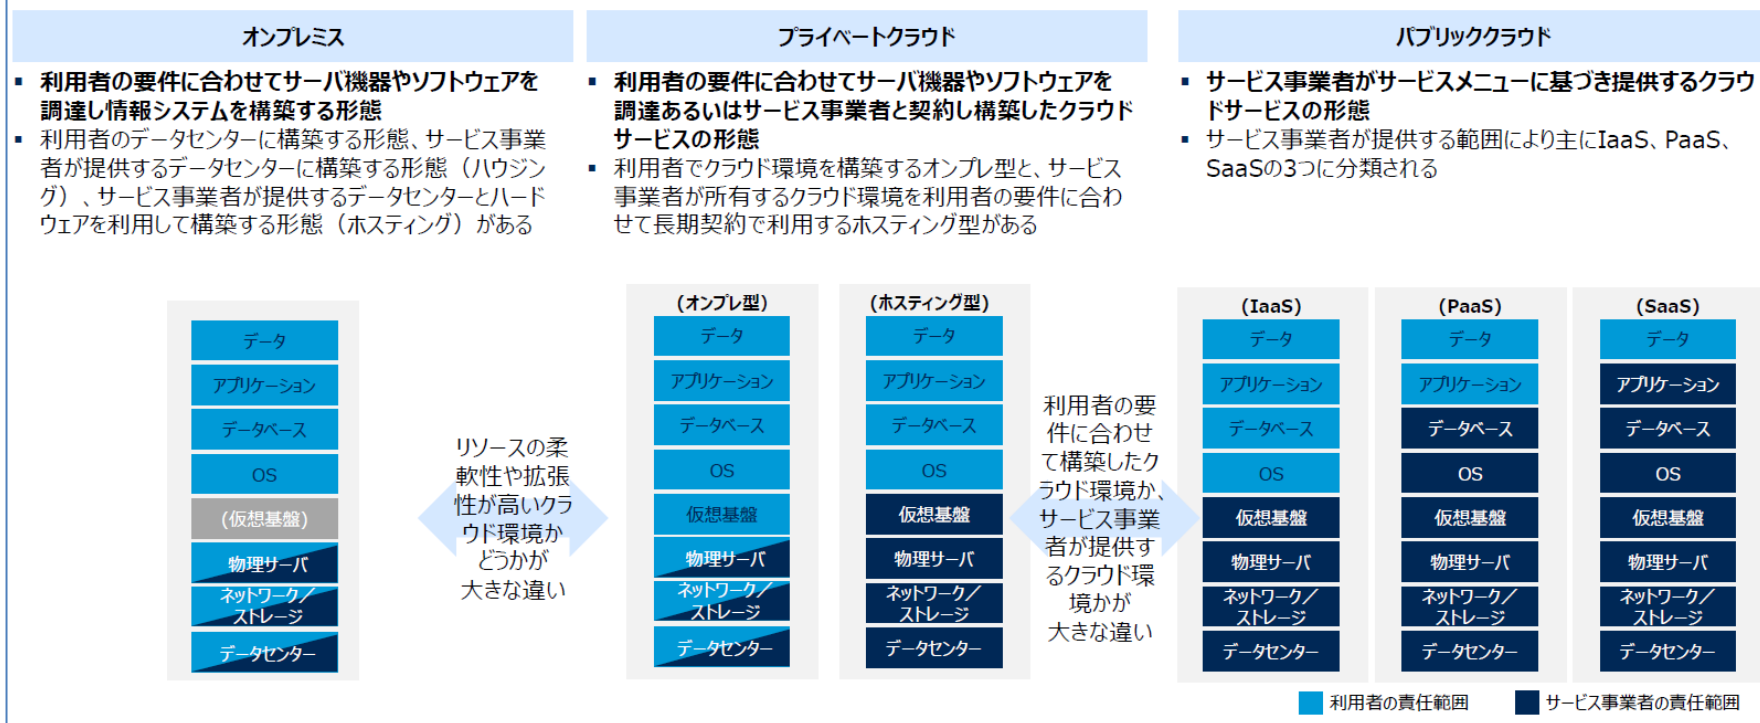 オンプレミス
▪ 利用者の要件に合わせてサーバ機器やソフトウェアを
調達し情報システムを構築する形態
▪ 利用者のデータセンターに構築する形態、サービス事業
者が提供するデータセンターに構築する形態（ハウジン
グ）、サービス事業者が提供するデータセンターとハード
ウェアを利用して構築する形態（ホスティング）がある
データ
アプリケーション
データベース
OS
(仮想基盤)
物理サーバ
ネットワーク／
ストレージ
データセンター
リソースの柔
軟性や拡張
性が高いクラ
ウド環境か
どうかが
大きな違い
プライベートクラウド
▪ 利用者の要件に合わせてサーバ機器やソフトウェアを
調達あるいはサービス事業者と契約し構築したクラウド
サービスの形態
▪ 利用者でクラウド環境を構築するオンプレ型と、サービス
事業者が所有するクラウド環境を利用者の要件に合わ
せて長期契約で利用するホスティング型がある
(オンプレ型)
データ
アプリケーション
データベース
OS
仮想基盤
物理サーバ
ネットワーク／
ストレージ
データセンター
(ホスティング型)
データ
アプリケーション
データベース
OS
仮想基盤
物理サーバ
ネットワーク／
ストレージ
データセンター
利用者の要
件に合わせ
て構築したク
ラウド環境か、
サービス事業
者が提供す
るクラウド環
境かが
大きな違い
パブリッククラウド
▪ サービス事業者がサービスメニューに基づき提供するクラウ
ドサービスの形態
▪ サービス事業者が提供する範囲により主にIaaS、PaaS、
SaaSの3つに分類される
(IaaS)
データ
アプリケーション
データベース
OS
仮想基盤
物理サーバ
ネットワーク／
ストレージ
データセンター
(PaaS)
データ
アプリケーション
データベース
OS
仮想基盤
物理サーバ
ネットワーク／
ストレージ
データセンター
(SaaS)
データ
アプリケーション
データベース
OS
仮想基盤
物理サーバ
ネットワーク／
ストレージ
データセンター
利用者の責任範囲
サービス事業者の責任範囲